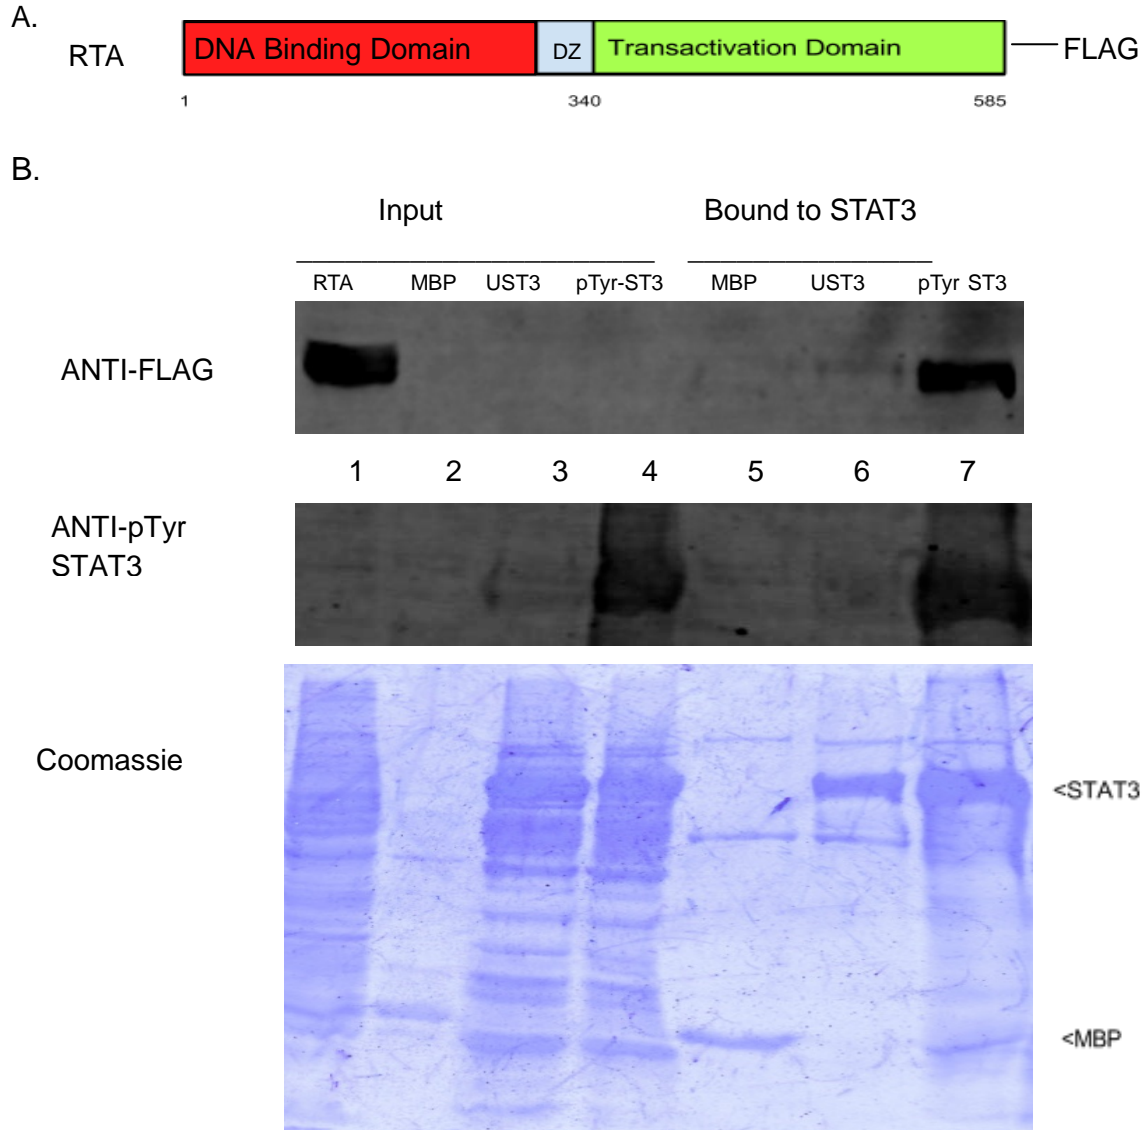 A.
RTA DNA Binding Domain DZ Transactivation Domain FLAG
1 340 585
B.
Input Bound to STAT3
RTA MBP UST3 pTyr-ST3 MBP UST3 pTyr ST3
ANTI-FLAG
1 2 3 4 5 6 7
ANTI-pTyr
STAT3
Coomassie
<STAT3
<MBP